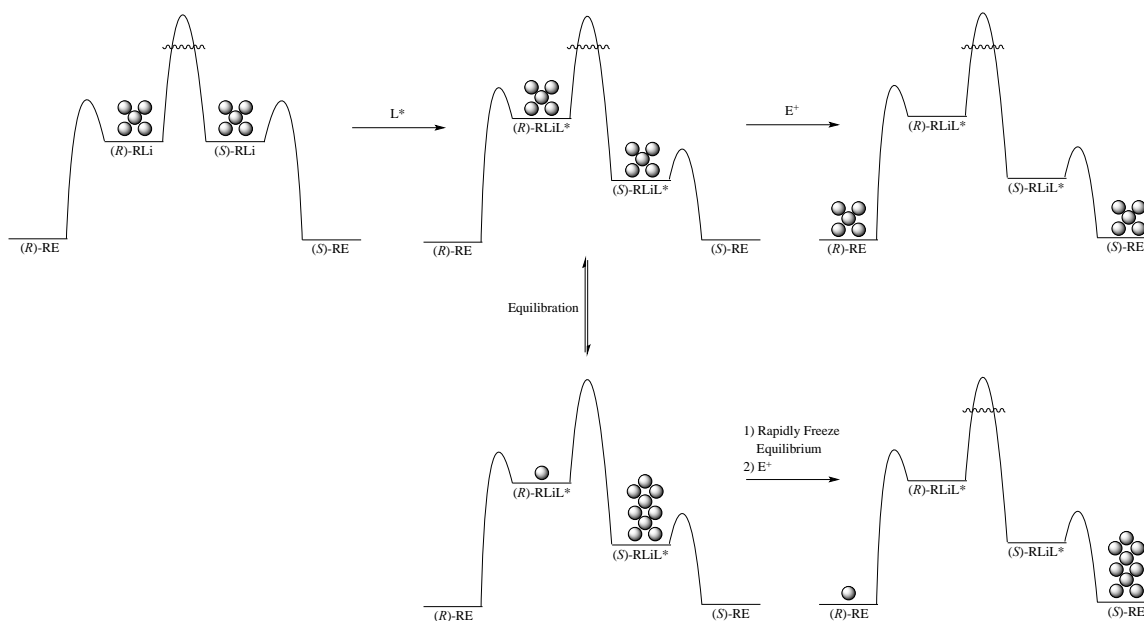 (R)-RLi
(S)-RLi
(R)-RE
(S)-RE
L*
(R)-RLiL*
(S)-RLiL*
(R)-RE
(S)-RE
E+
(R)-RLiL*
(S)-RLiL*
(R)-RE
(S)-RE
Equilibration
(R)-RLiL*
(S)-RLiL*
(R)-RE
(S)-RE
1) Rapidly Freeze
Equilibrium
2) E+
(R)-RLiL*
(S)-RLiL*
(R)-RE
(S)-RE